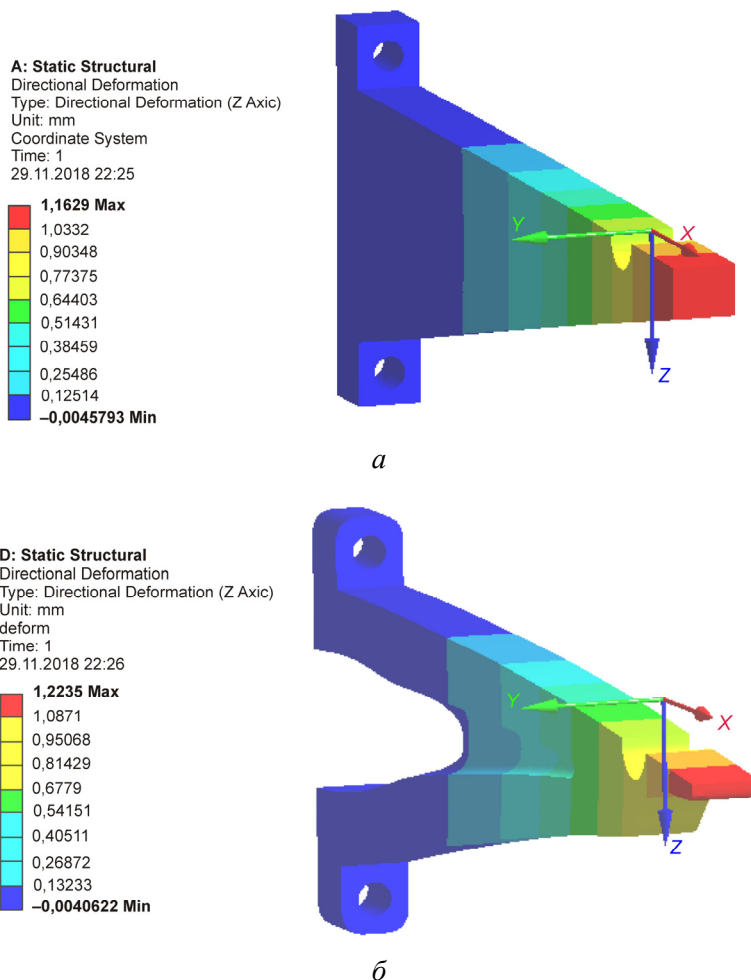 A: Static Structural
Directional Deformation
Type: Directional Deformation (Z Axic)
Unit: mm
Coordinate System
Time: 1
29.11.2018 22:25
1,1629 Max
1,0332
0,90348
0,77375
0,64403
0,51431
0,38459
0,25486
0,12514
–0,0045793 Min
Y
X
Z
а
D: Static Structural
Directional Deformation
Type: Directional Deformation (Z Axic)
Unit: mm
deform
Time: 1
29.11.2018 22:26
1,2235 Max
1,0871
0,95068
0,81429
0,6779
0,54151
0,40511
0,26872
0,13233
–0,0040622 Min
Y
X
Z
б